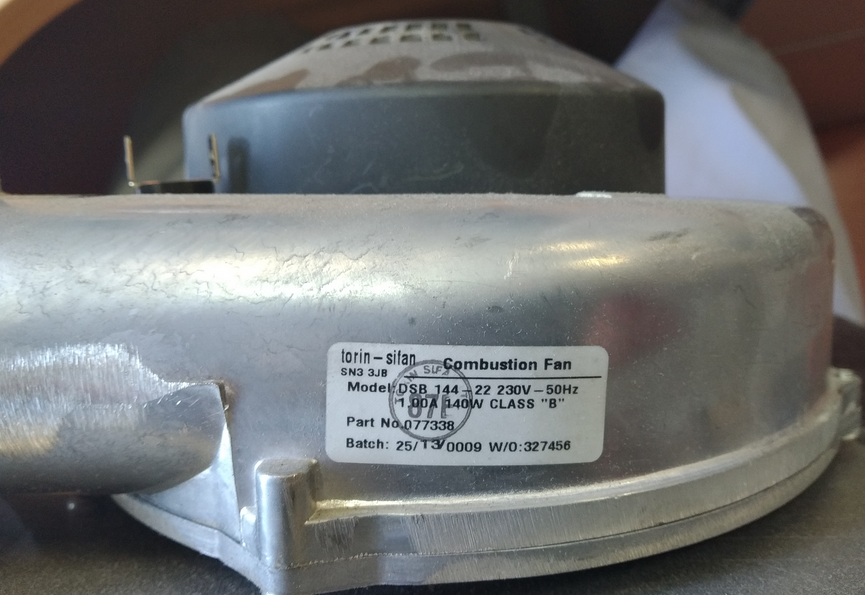 torin-sifan Combustion Fan
SN3 3JB
Model: DSB 144-22 230V-50Hz
1.00A 140W CLASS "B"
Part No.077338
Batch: 25/13/0009 W/O:327456